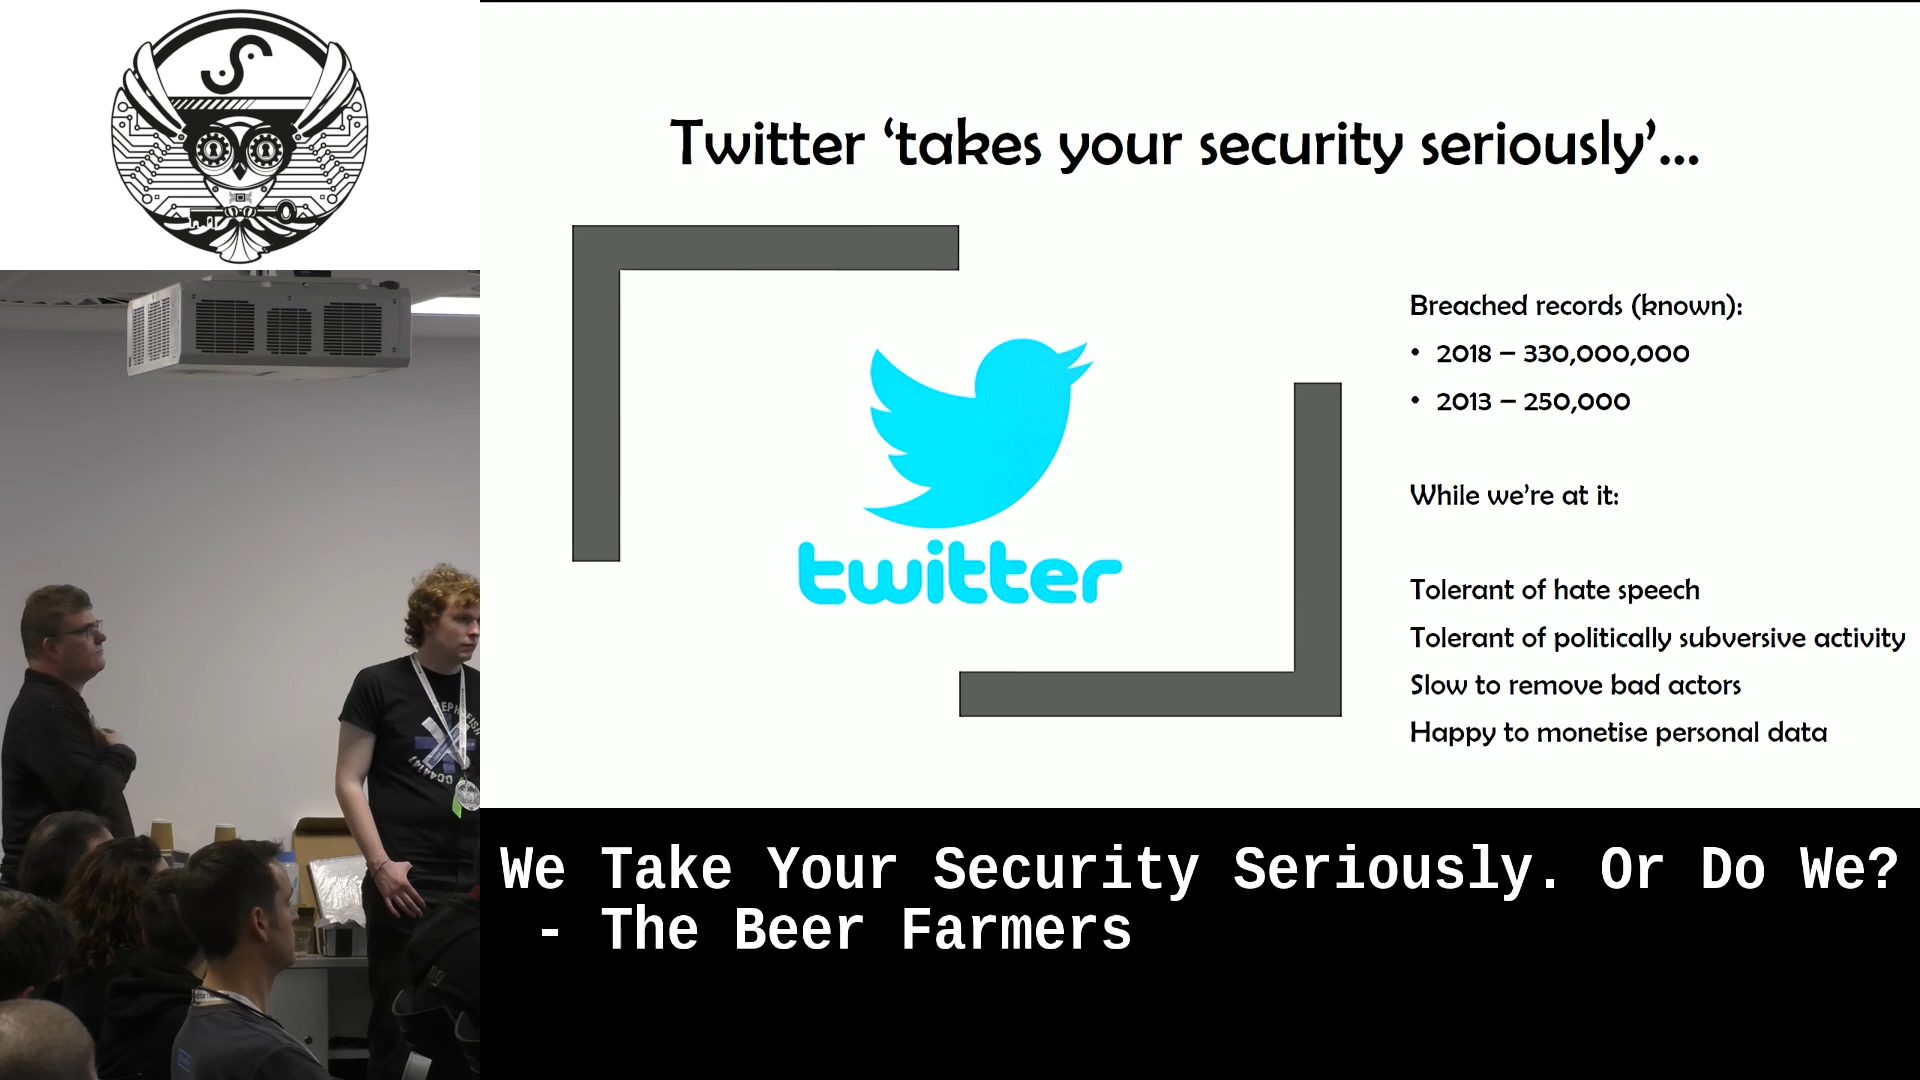 Twitter ‘takes your security seriously’...
Breached records (known):
• 2018 – 330,000,000
• 2013 – 250,000
While we’re at it:
Tolerant of hate speech
Tolerant of politically subversive activity
Slow to remove bad actors
Happy to monetise personal data
twitter
We Take Your Security Seriously. Or Do We?
- The Beer Farmers
DC44141